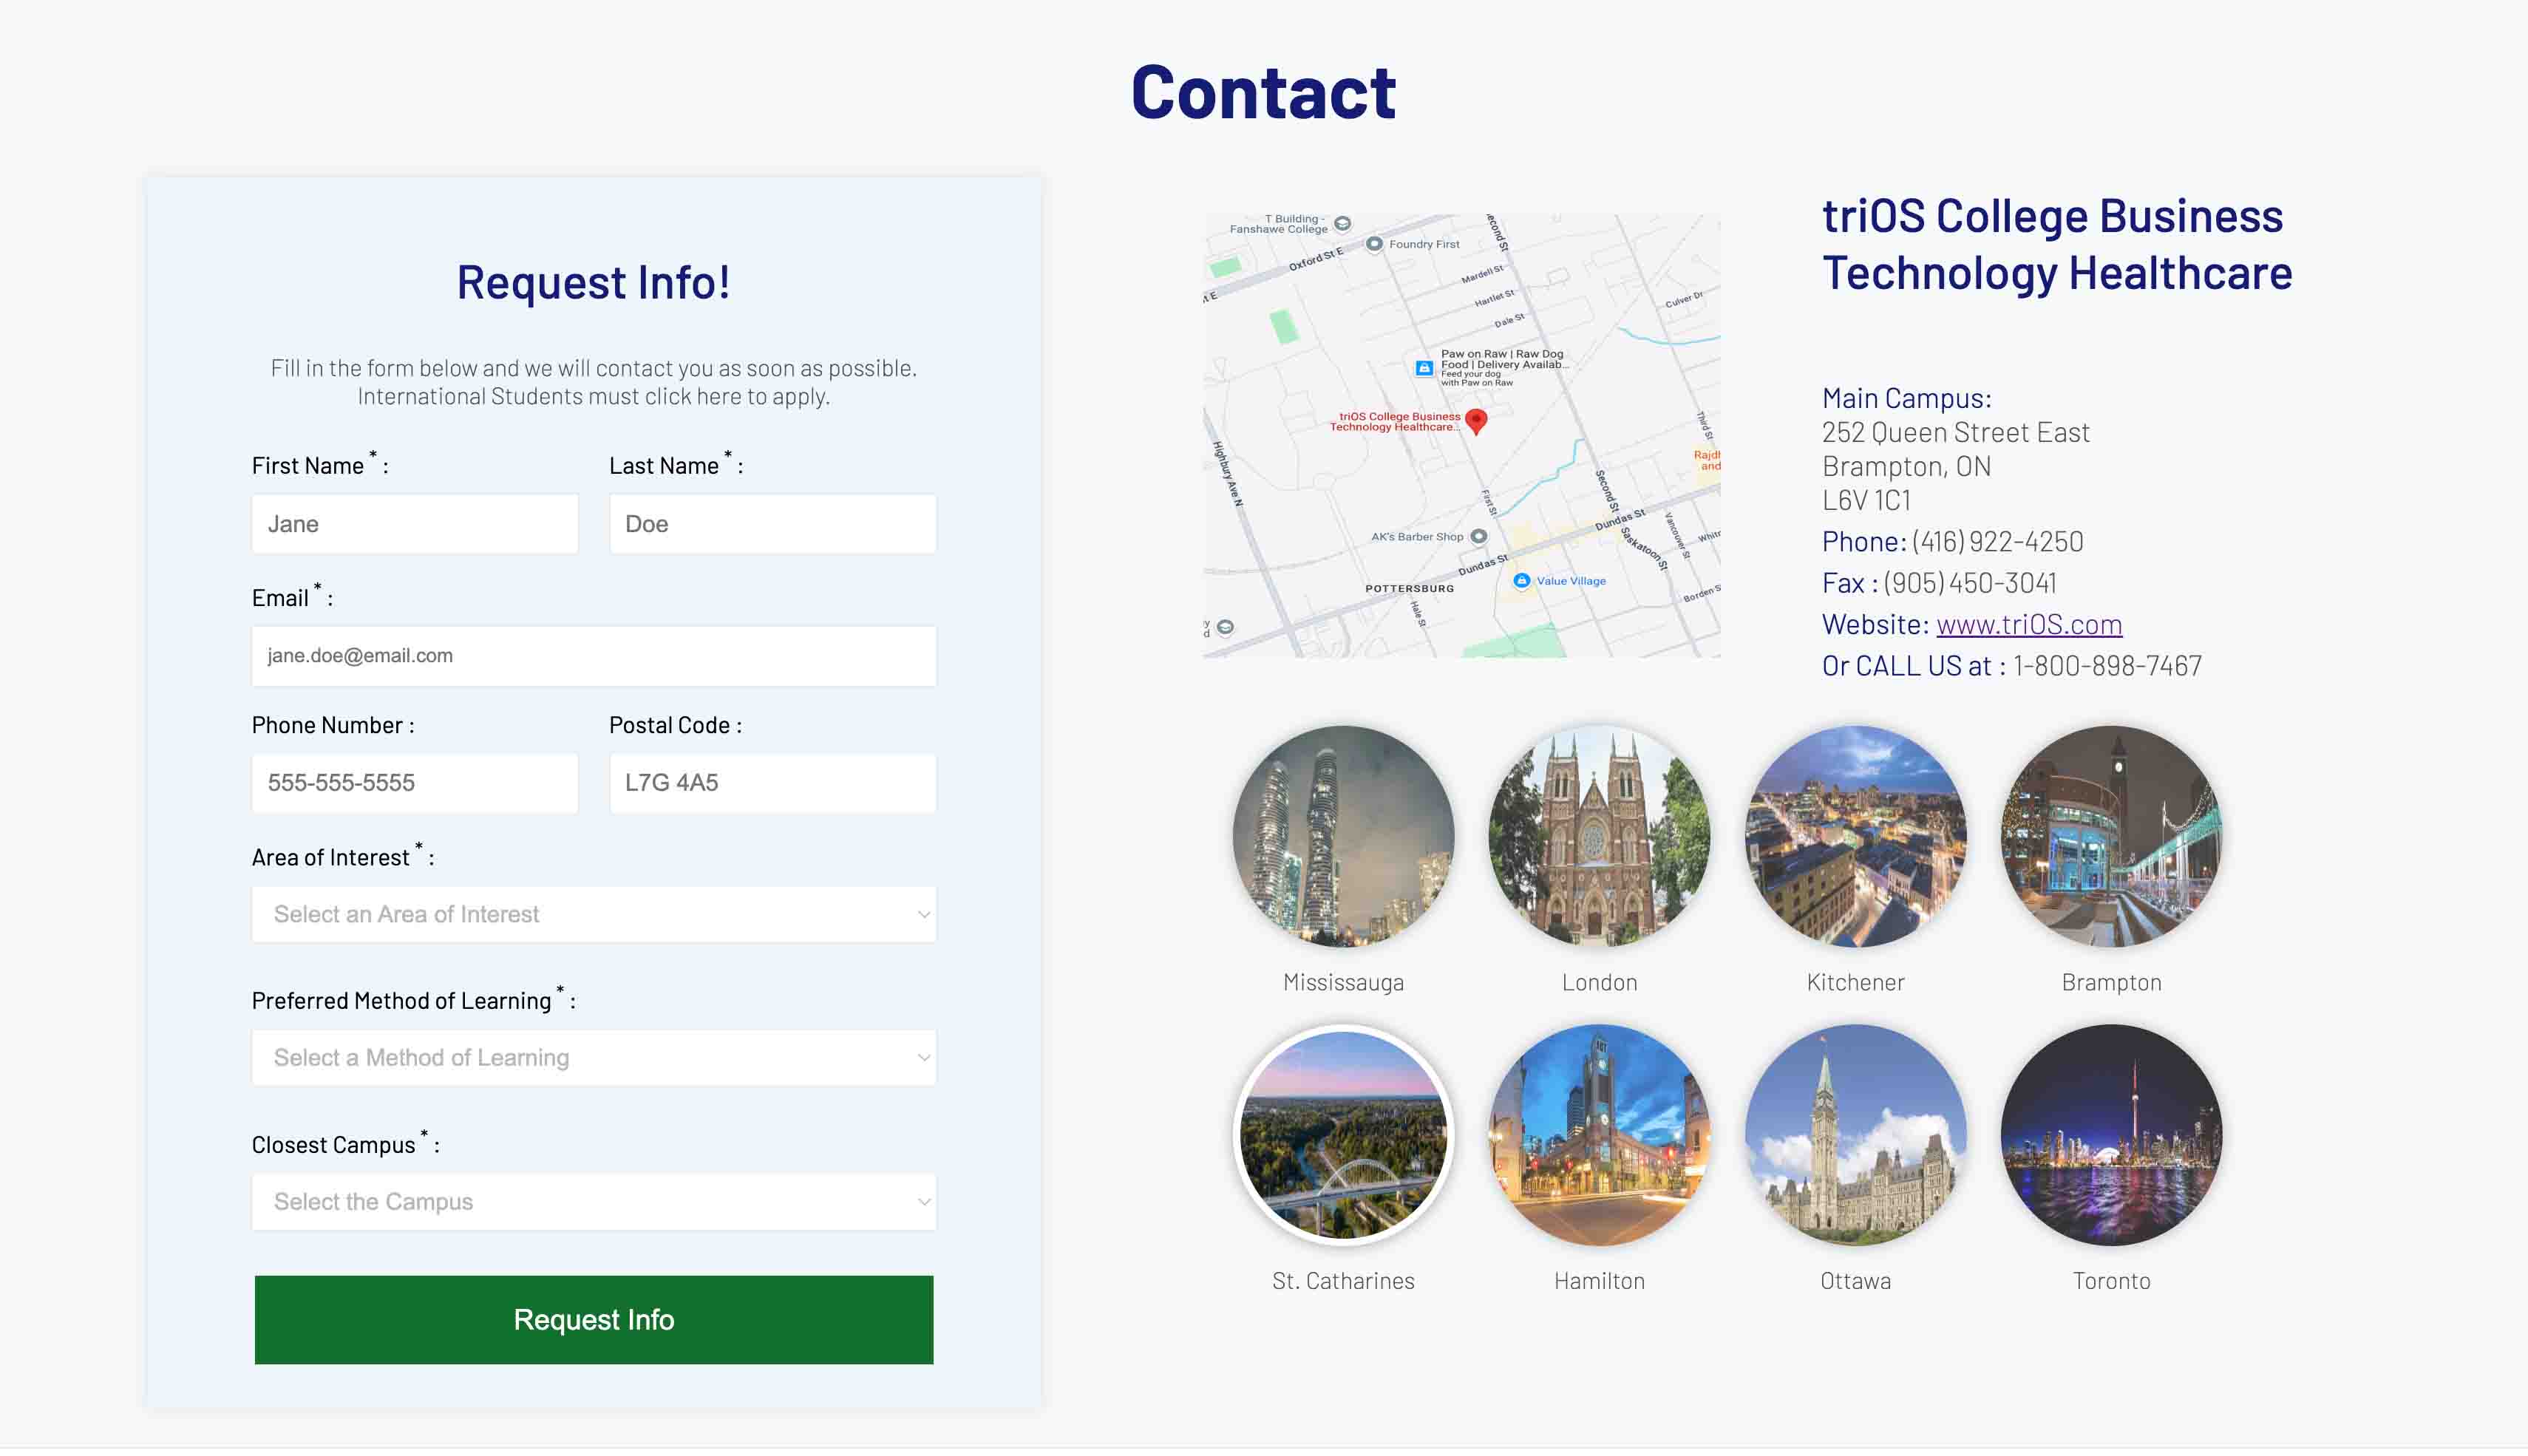 Contact
Request Info!
Fill in the form below and we will contact you as soon as possible.
International Students must click here to apply.
First Name * :
Last Name * :
Jane
Doe
Email * :
jane.doe@email.com
Phone Number :
Postal Code :
555-555-5555
L7G 4A5
Area of Interest * :
Select an Area of Interest
Preferred Method of Learning * :
Select a Method of Learning
Closest Campus * :
Select the Campus
Request Info
T Building -
Fanshawe College
Foundry First
Oxford St E
econd St
Mardell St
Hartlet St
Dale St
Culver Dr
Paw on Raw | Raw Dog
Food | Delivery Availab...
Feed your dog
with Paw on Raw
triOS College Business
Technology Healthcare...
Third St
Rajdh
and
Highbury Ave N
First St
Second St
Dundas St
Vancouver St
Saskatoon St
AK's Barber Shop
Dundas St
Value Village
POTTERSBURG
Hale St
Borden S
triOS College Business
Technology Healthcare
Main Campus:
252 Queen Street East
Brampton, ON
L6V 1C1
Phone: (416) 922-4250
Fax : (905) 450-3041
Website: www.triOS.com
Or CALL US at : 1-800-898-7467
Mississauga
London
Kitchener
Brampton
St. Catharines
Hamilton
Ottawa
Toronto